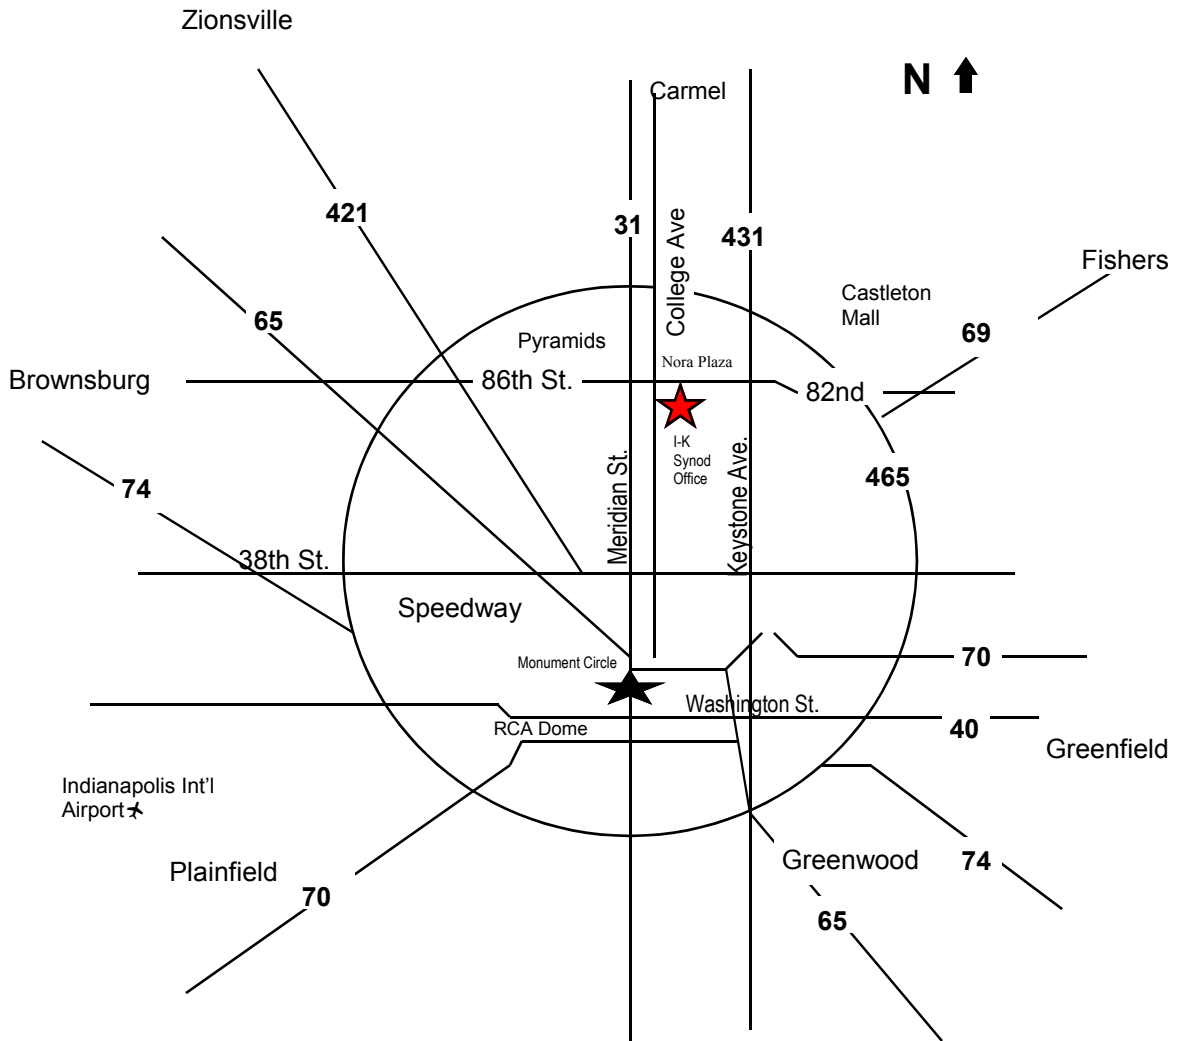 Zionsville
N
Carmel
421
31
College Ave
431
Fishers
Castleton
Mall
65
69
Pyramids
Nora Plaza
Brownsburg
86th St.
82nd
I-K
Synod
Office
Meridian St.
Keystone Ave.
465
74
38th St.
Speedway
Monument Circle
70
Washington St.
RCA Dome
40
Greenfield
Indianapolis Int'l
Airport
Plainfield
70
Greenwood
74
65